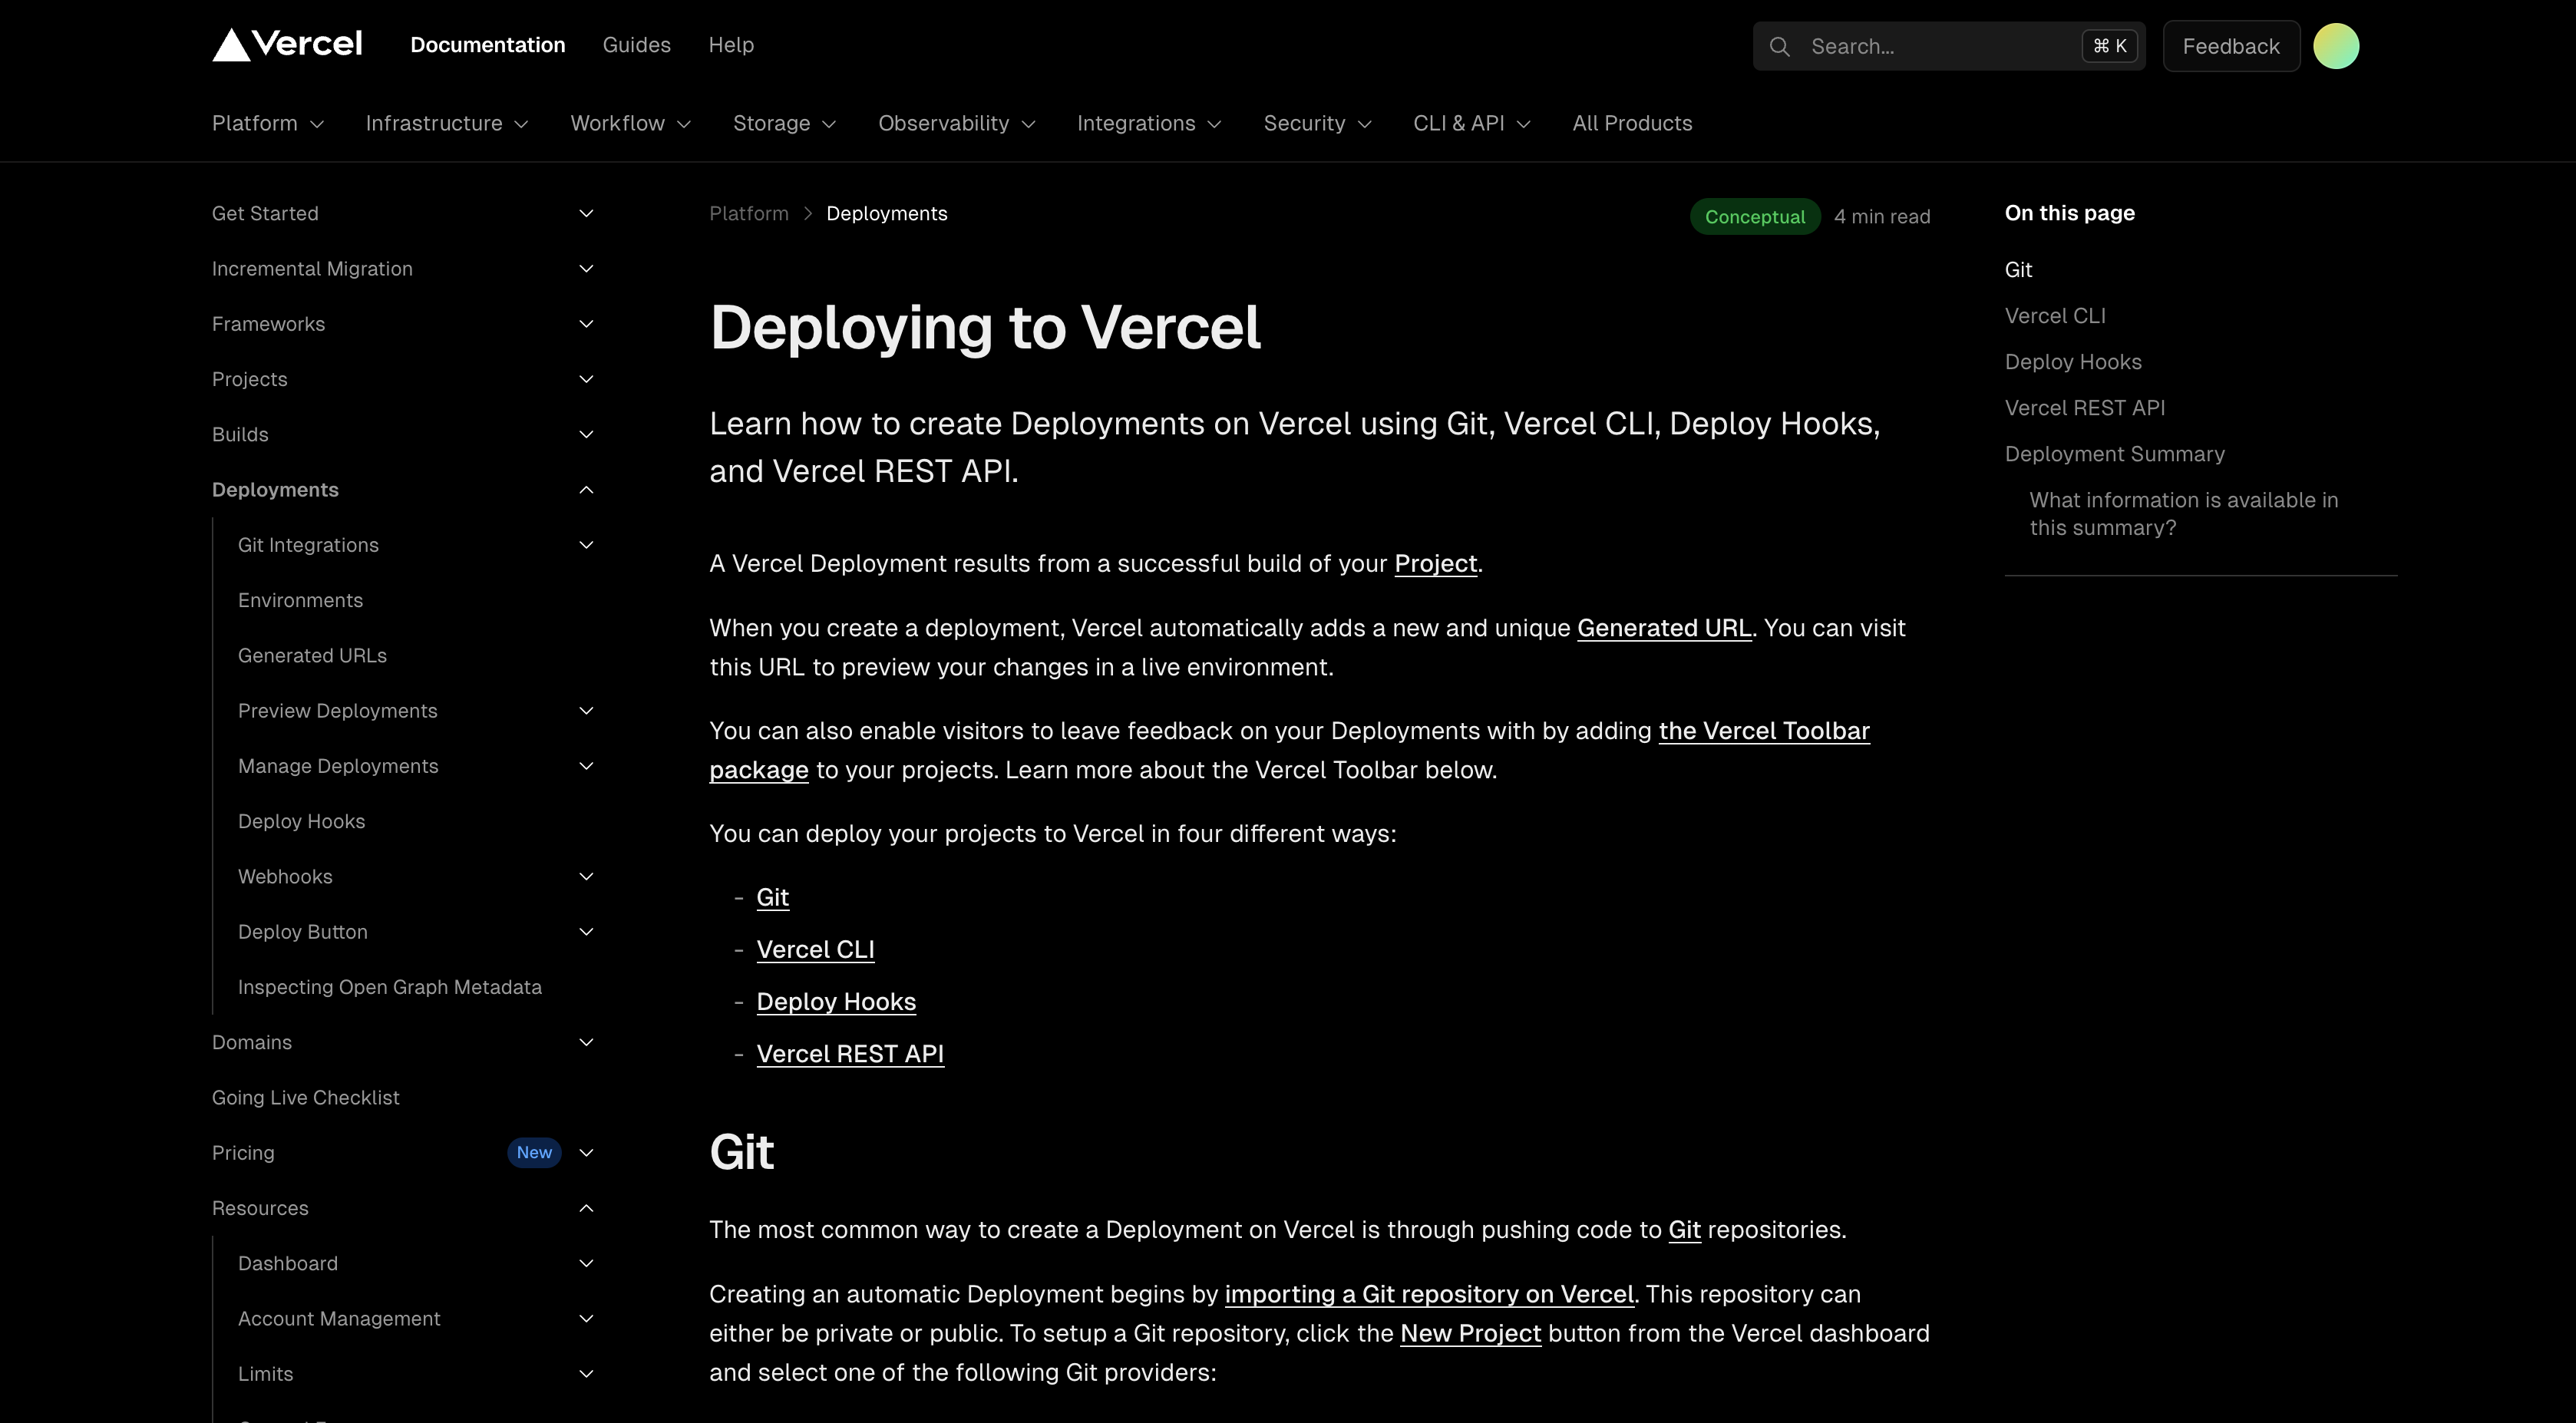 Vercel
Documentation
Guides
Help
Search...
⌘ K
Feedback
Platform
Infrastructure
Workflow
Storage
Observability
Integrations
Security
CLI & API
All Products
Get Started
Incremental Migration
Frameworks
Projects
Builds
Deployments
Git Integrations
Environments
Generated URLs
Preview Deployments
Manage Deployments
Deploy Hooks
Webhooks
Deploy Button
Inspecting Open Graph Metadata
Domains
Going Live Checklist
Pricing
New
Resources
Dashboard
Account Management
Limits
Platform > Deployments
Conceptual
4 min read
Deploying to Vercel
Learn how to create Deployments on Vercel using Git, Vercel CLI, Deploy Hooks,
and Vercel REST API.
A Vercel Deployment results from a successful build of your Project.
When you create a deployment, Vercel automatically adds a new and unique Generated URL. You can visit
this URL to preview your changes in a live environment.
You can also enable visitors to leave feedback on your Deployments with by adding the Vercel Toolbar
package to your projects. Learn more about the Vercel Toolbar below.
You can deploy your projects to Vercel in four different ways:
- Git
- Vercel CLI
- Deploy Hooks
- Vercel REST API
Git
The most common way to create a Deployment on Vercel is through pushing code to Git repositories.
Creating an automatic Deployment begins by importing a Git repository on Vercel. This repository can
either be private or public. To setup a Git repository, click the New Project button from the Vercel dashboard
and select one of the following Git providers:
On this page
Git
Vercel CLI
Deploy Hooks
Vercel REST API
Deployment Summary
What information is available in
this summary?